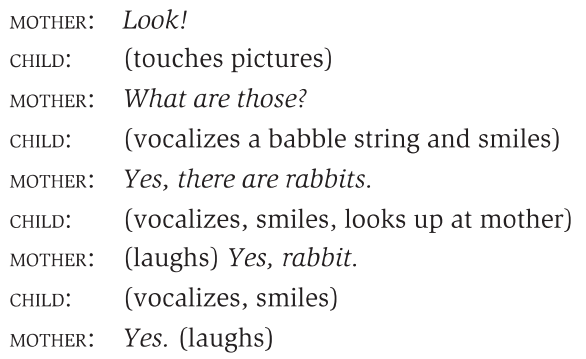 MOTHER: Look!
CHILD: (touches pictures)
MOTHER: What are those?
CHILD: (vocalizes a babble string and smiles)
MOTHER: Yes, there are rabbits.
CHILD: (vocalizes, smiles, looks up at mother)
MOTHER: (laughs) Yes, rabbit.
CHILD: (vocalizes, smiles)
MOTHER: Yes. (laughs)